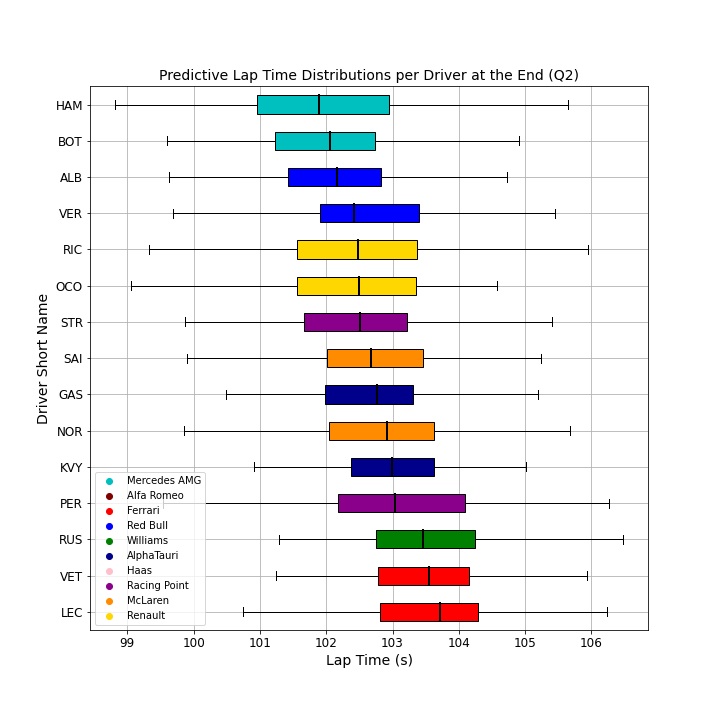 Predictive Lap Time Distributions per Driver at the End (Q2)
HAM
BOT
ALB
VER
RIC
OCO
STR
SAI
GAS
NOR
KVY
PER
RUS
VET
LEC
Driver Short Name
Mercedes AMG
Alfa Romeo
Ferrari
Red Bull
Williams
AlphaTauri
Haas
Racing Point
McLaren
Renault
99 100 101 102 103 104 105 106
Lap Time (s)